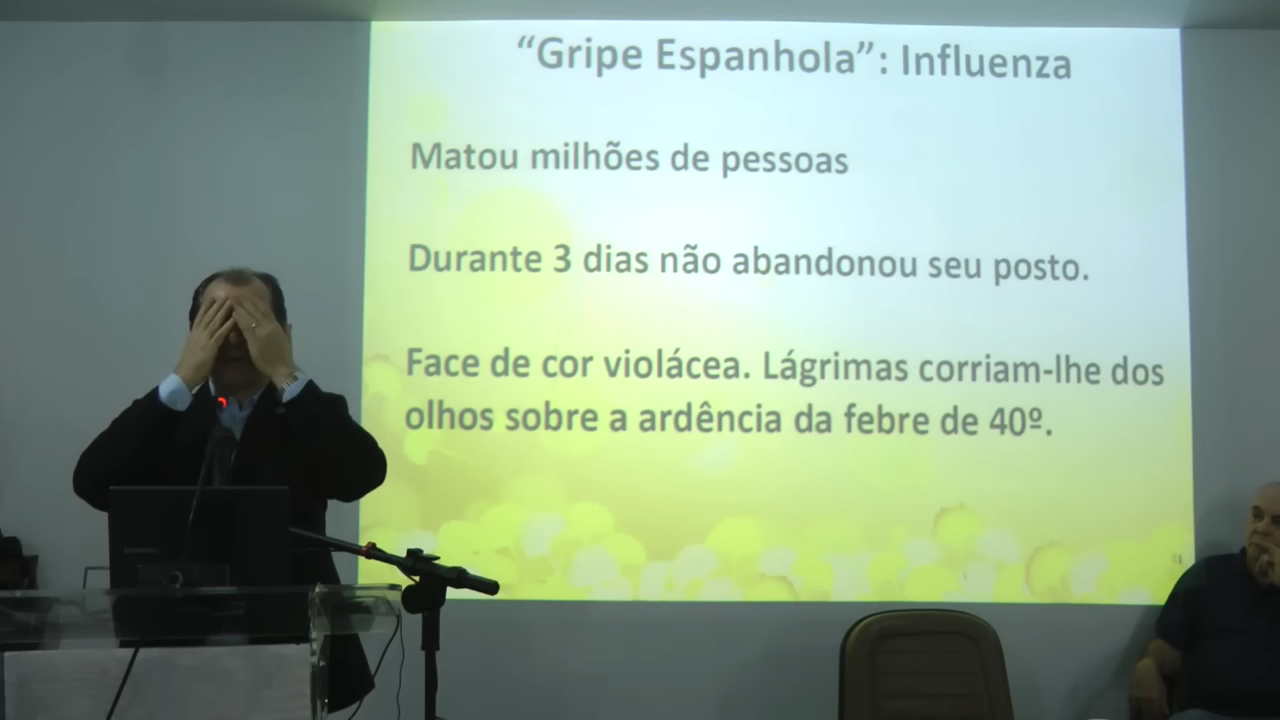 “Gripe Espanhola”: Influenza
Matou milhões de pessoas
Durante 3 dias não abandonou seu posto.
Face de cor violácea. Lágrimas corriam-lhe dos
olhos sobre a ardência da febre de 40º.